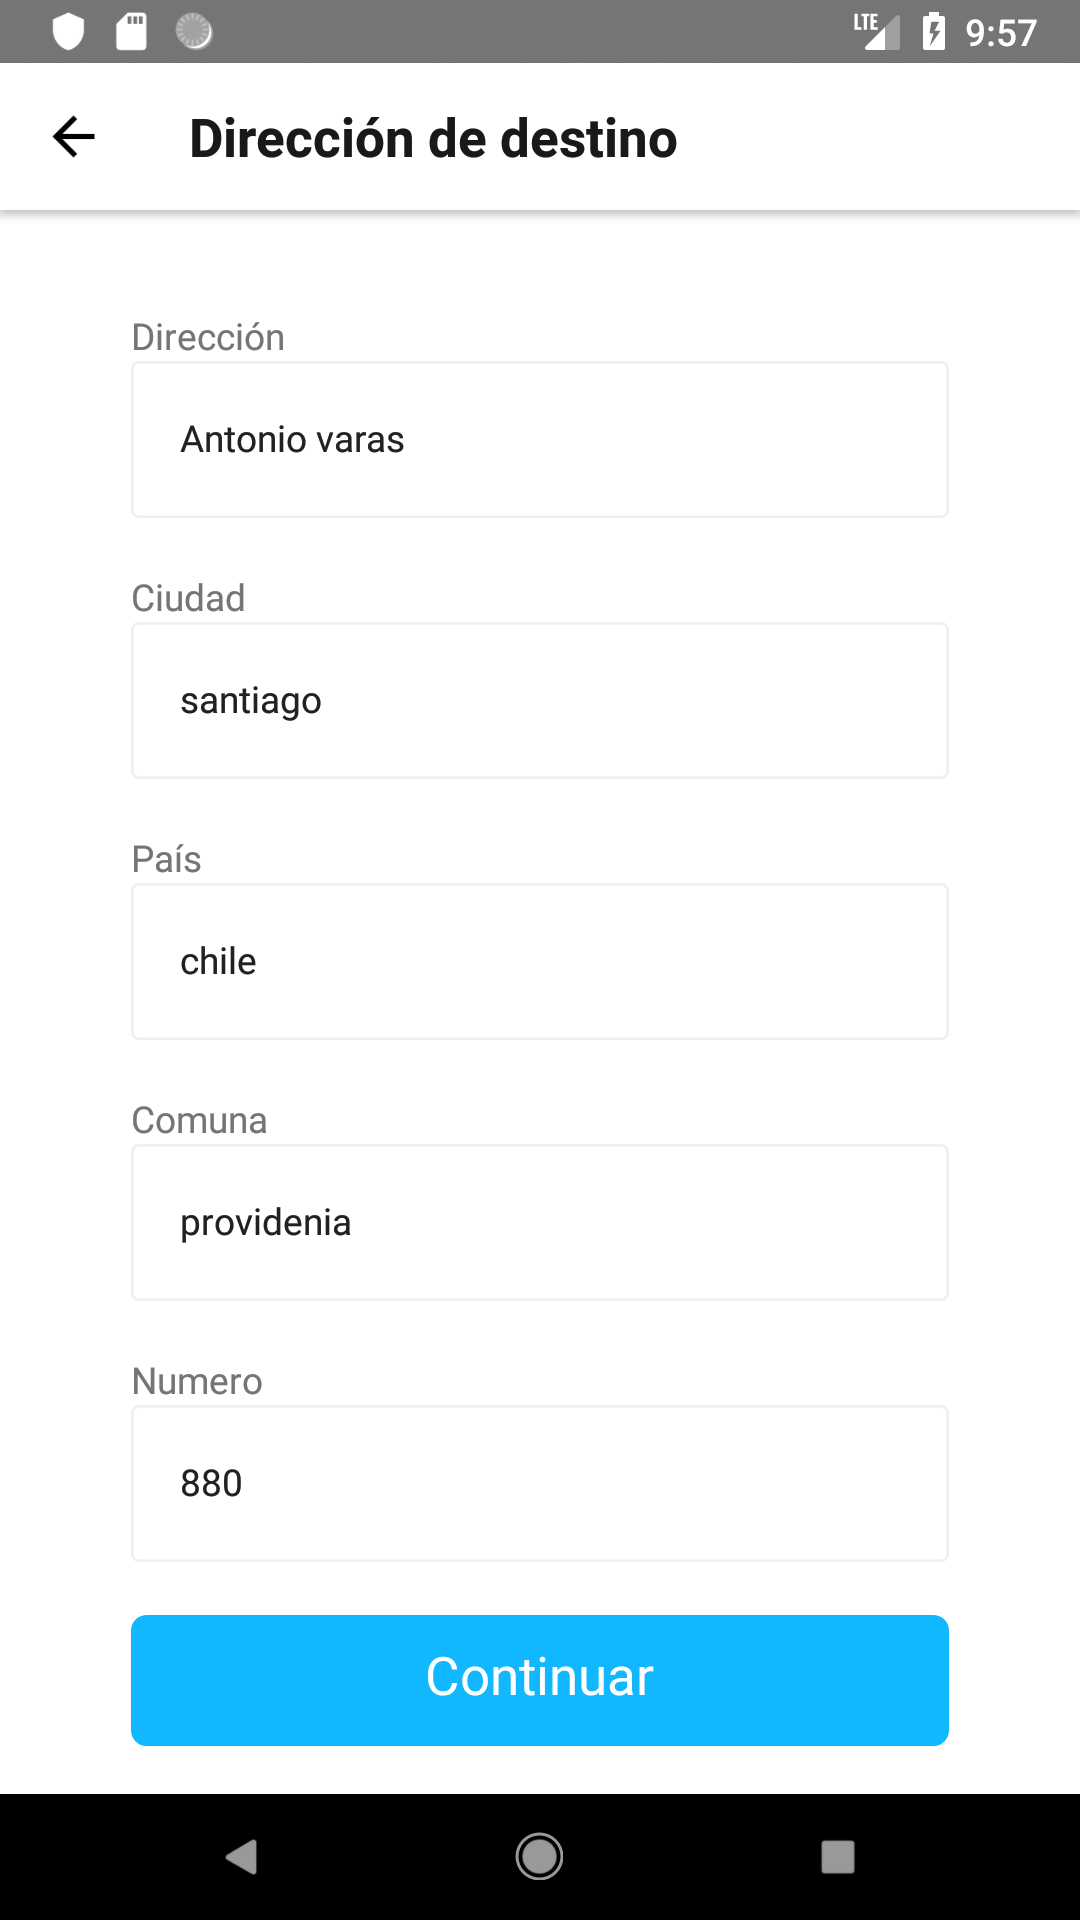 LTE 9:57
Dirección de destino
Dirección
Antonio varas
Ciudad
santiago
País
chile
Comuna
providenia
Numero
880
Continuar